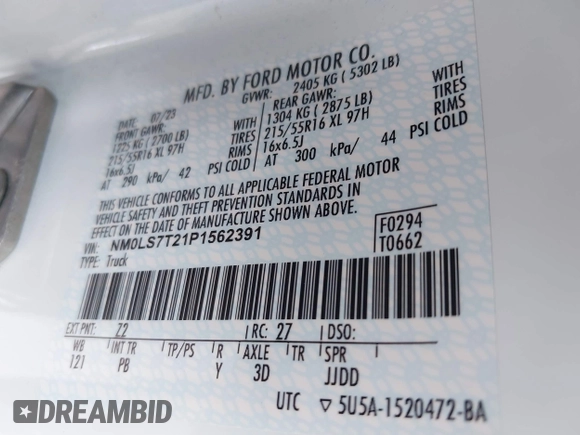 MFD. BY FORD MOTOR CO.
DATE: 07/23 GVWR: 2405 KG ( 5302 LB)
FRONT GAWR: REAR GAWR:
1225 KG ( 2700 LB) WITH 1304 KG ( 2875 LB) WITH
215/55R16 XL 97H TIRES 215/55R16 XL 97H TIRES
16x6.5J RIMS 16x6.5J RIMS
AT 290 kPa/ 42 PSI COLD AT 300 kPa/ 44 PSI COLD
THIS VEHICLE CONFORMS TO ALL APPLICABLE FEDERAL MOTOR
VEHICLE SAFETY AND THEFT PREVENTION STANDARDS IN
EFFECT ON THE DATE OF MANUFACTURE SHOWN ABOVE.
VIN: NM0LS7T21P1562391 F0294
TYPE: Truck T0662
EXT PNT: Z2 RC: 27 DSO:
WB INT TR TP/PS R AXLE TR SPR
121 PB Y 3D JJDD
UTC ▽5U5A-1520472-BA
DREAMBID